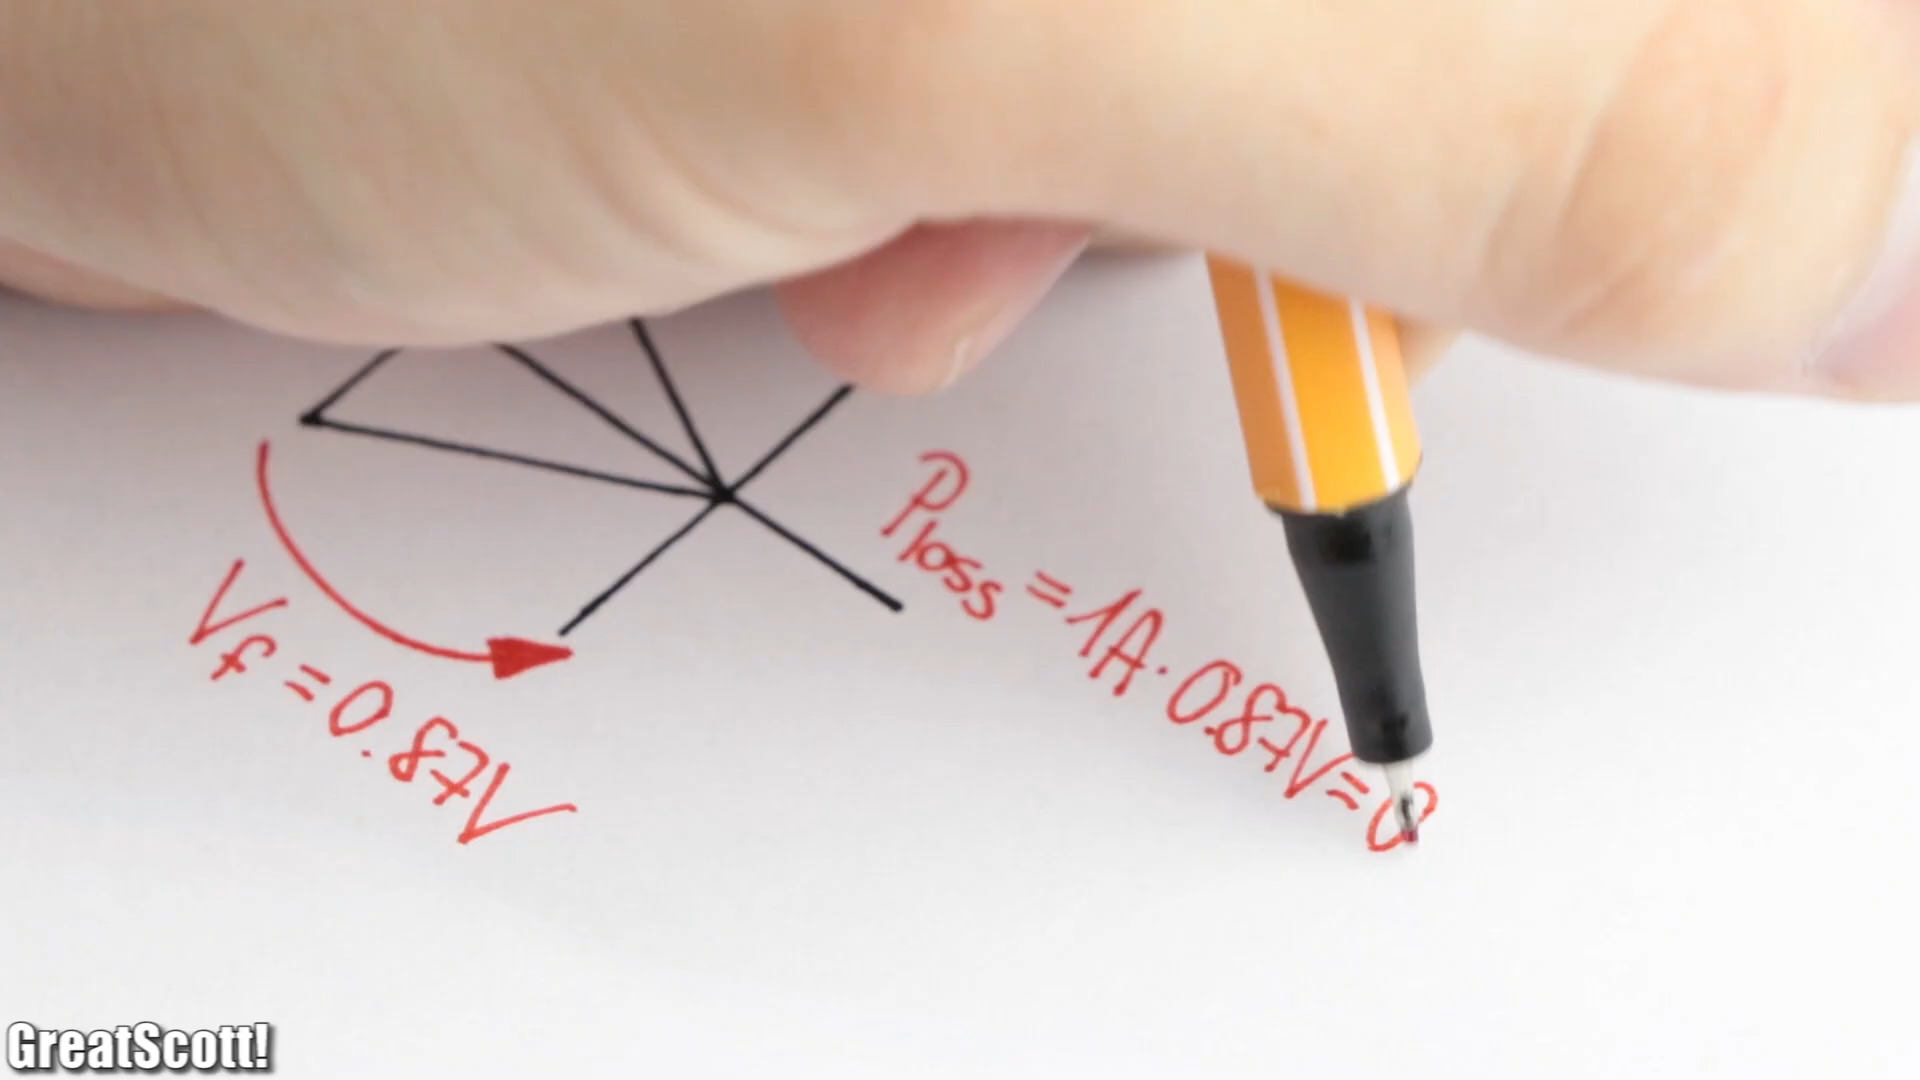 Vf = 0.87V
Ploss = 1A · 0.87V = 0
GreatScott!